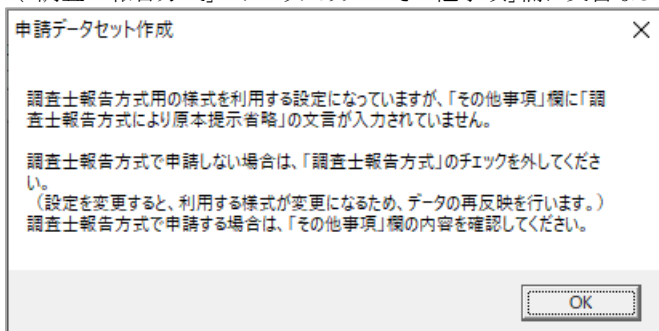 申請データセット作成
調査士報告方式用の様式を利用する設定になっていますが、「その他事項」欄に「調
査士報告方式により原本提示省略」の文言が入力されていません。
調査士報告方式で申請しない場合は、「調査士報告方式」のチェックを外してくださ
い。
（設定を変更すると、利用する様式が変更になるため、データの再反映を行います。）
調査士報告方式で申請する場合は、「その他事項」欄の内容を確認してください。
OK